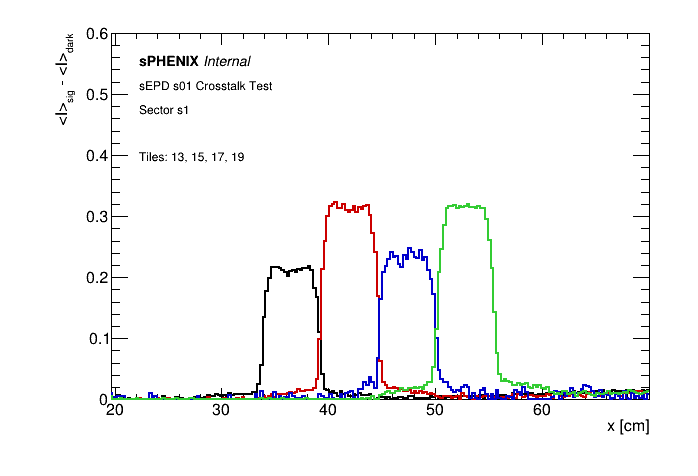 0.6
0.5
0.4
0.3
0.2
0.1
0
<I>sig - <I>dark
sPHENIX Internal
sEPD s01 Crosstalk Test
Sector s1
Tiles: 13, 15, 17, 19
20 30 40 50 60
x [cm]